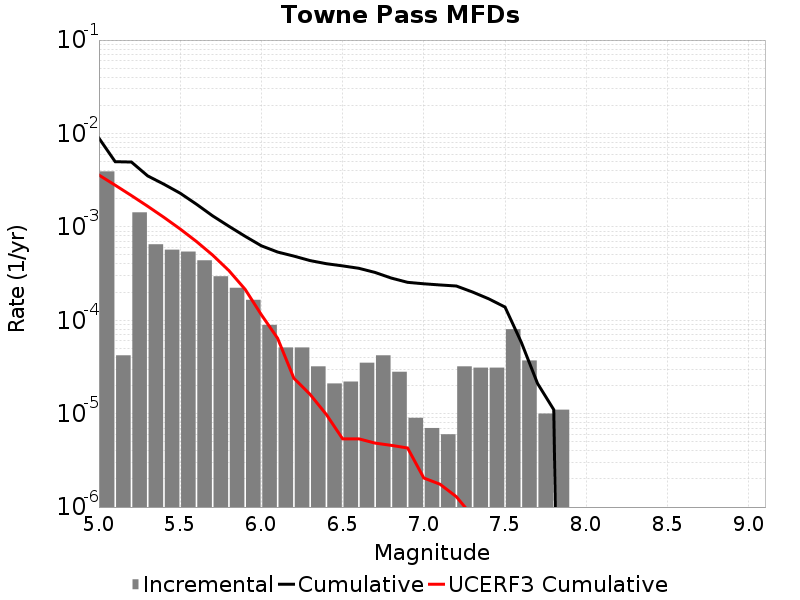 Towne Pass MFDs
10^-1
10^-2
10^-3
10^-4
10^-5
10^-6
Rate (1/yr)
5.0 5.5 6.0 6.5 7.0 7.5 8.0 8.5 9.0
Magnitude
Incremental Cumulative UCERF3 Cumulative